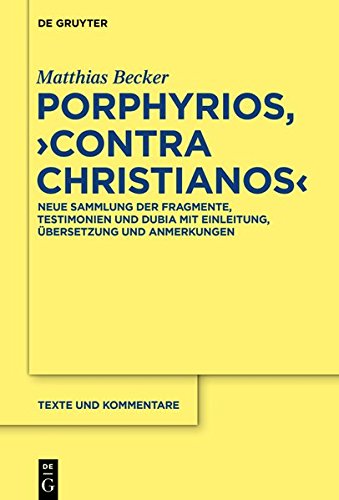 DE GRUYTER
Matthias Becker
PORPHYRIOS,
›CONTRA
CHRISTIANOS‹
NEUE SAMMLUNG DER FRAGMENTE,
TESTIMONIEN UND DUBIA MIT EINLEITUNG,
ÜBERSETZUNG UND ANMERKUNGEN
TEXTE UND KOMMENTARE
DE
G